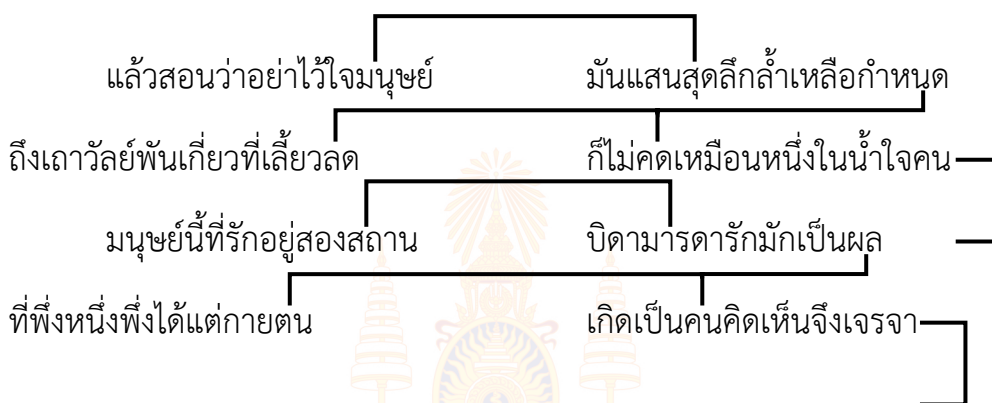 แล้วสอนว่าอย่าไว้ใจมนุษย์ มันแสนสุดลึกล้ำเหลือกำหนด
ถึงเถาวัลย์พันเกี่ยวที่เลี้ยวลด ก็ไม่คดเหมือนหนึ่งในน้ำใจคน
มนุษย์นี้ที่รักอยู่สองสถาน บิดามารดารักมักเป็นผล
ที่พึ่งหนึ่งพึ่งได้แต่กายตน เกิดเป็นคนคิดเห็นจึงเจรจา